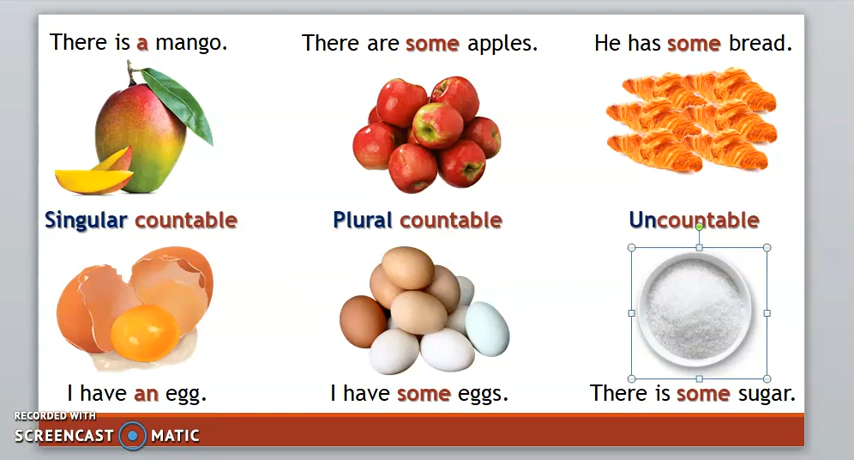 There is a mango.
There are some apples.
He has some bread.
Singular countable
Plural countable
Uncountable
I have an egg.
I have some eggs.
There is some sugar.
RECORDED WITH
SCREENCAST MATIC